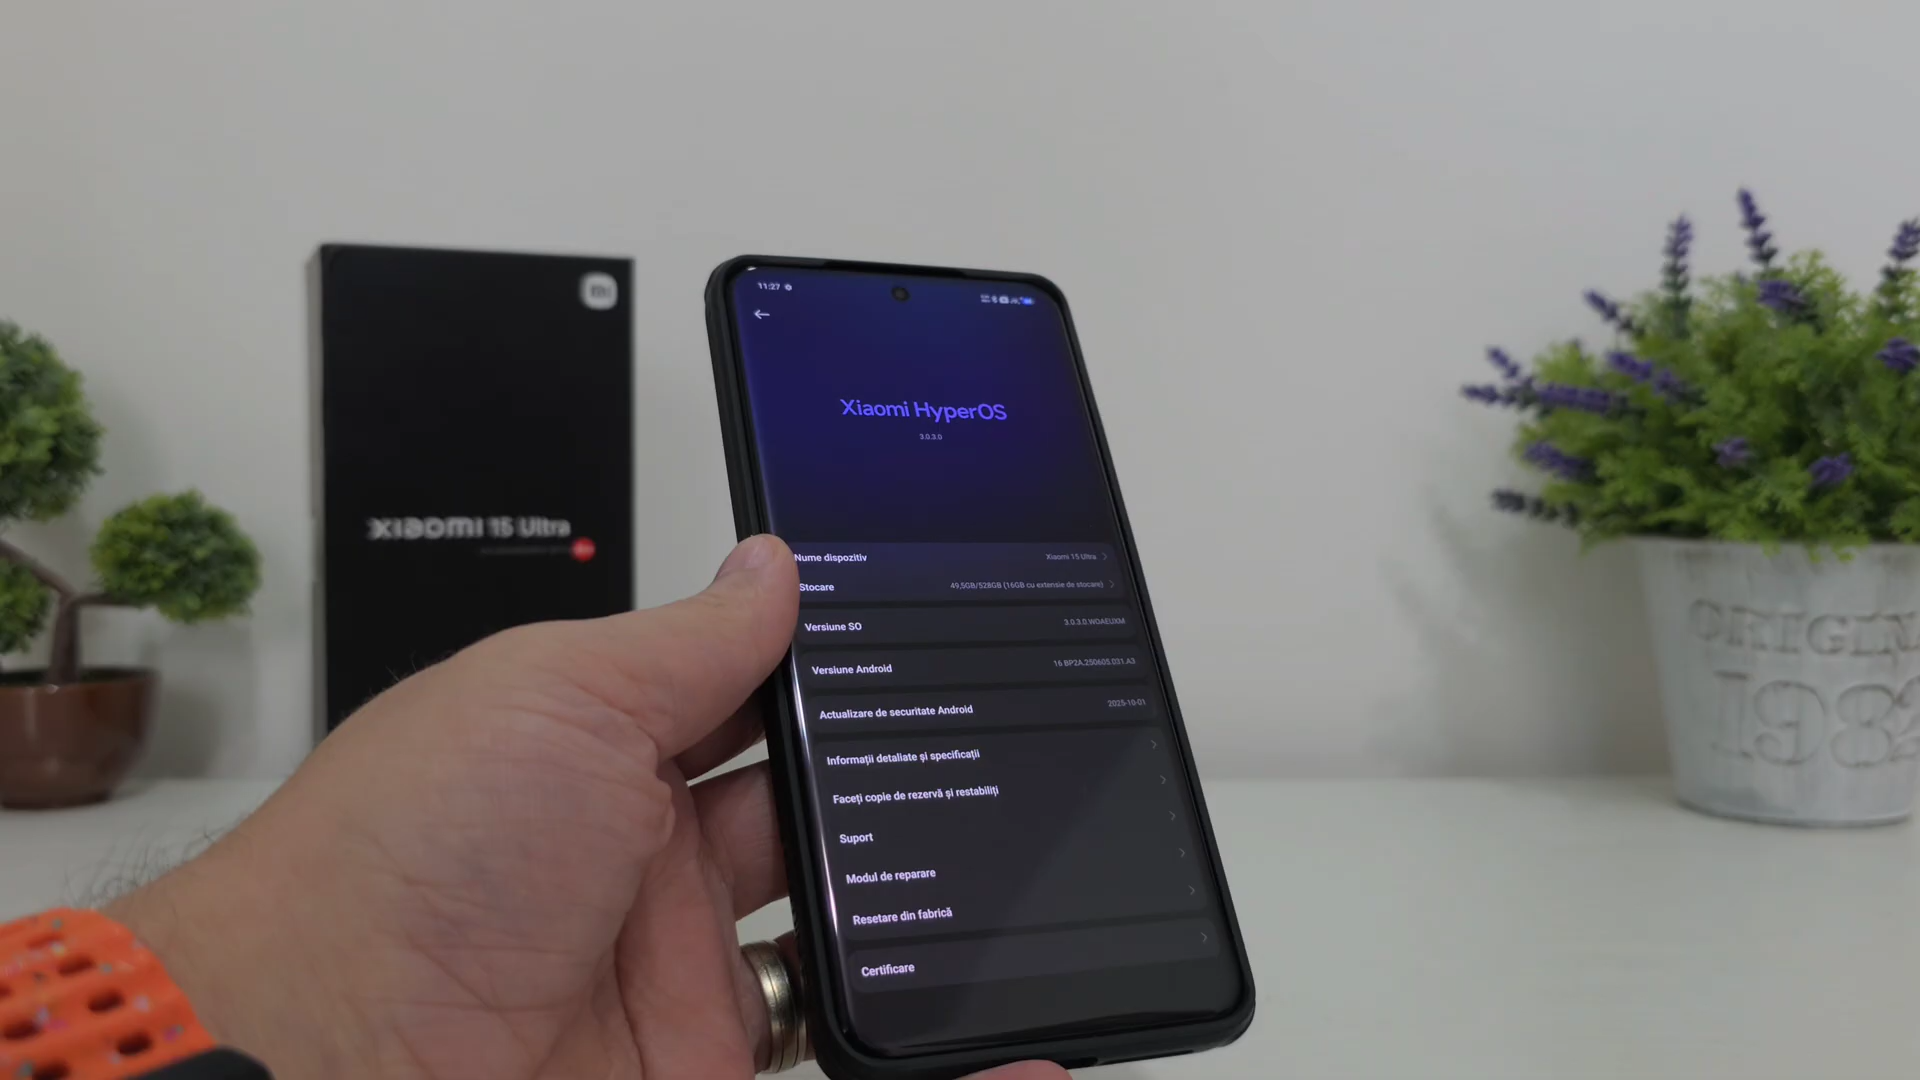 xiaomi 15 Ultra
11:27
Xiaomi HyperOS
3.0.3.0
Nume dispozitiv
Xiaomi 15 Ultra
Stocare
49,5GB/528GB (16GB cu extensie de stocare)
Versiune SO
3.0.3.0.WOAEUXM
Versiune Android
16 BP2A.250605.031.A3
Actualizare de securitate Android
2025-10-01
Informații detaliate și specificații
Faceți copie de rezervă și restabiliți
Suport
Modul de reparare
Resetare din fabrică
Certificare
ORIGIN
1982